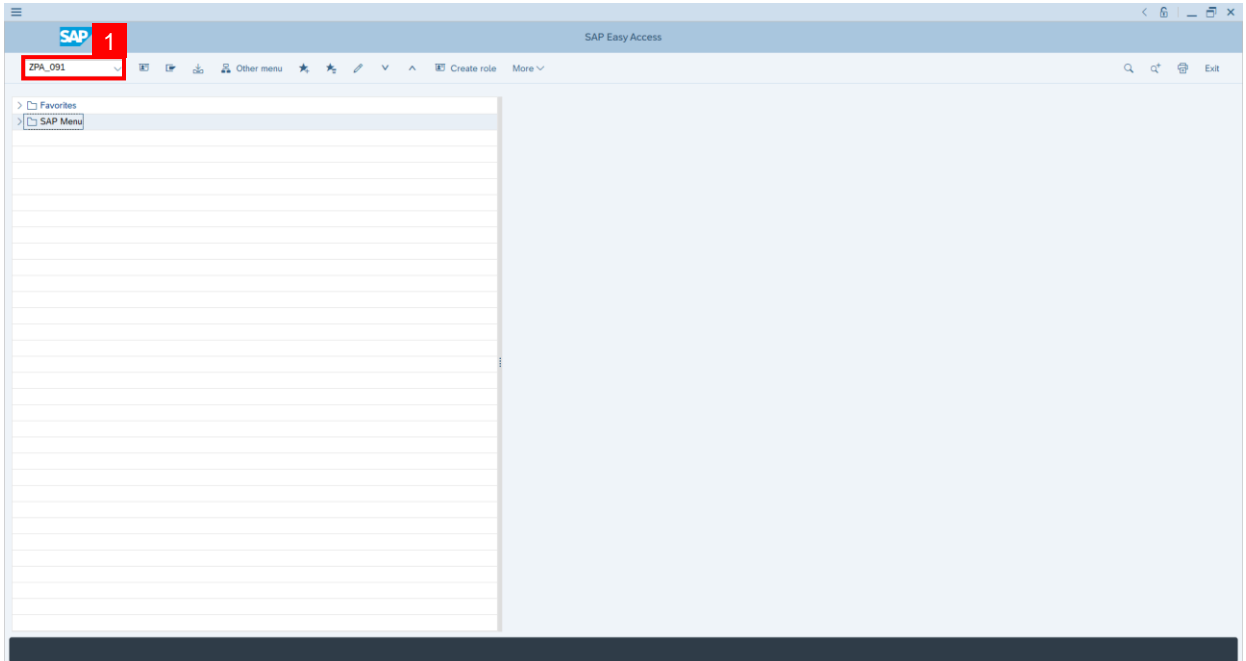 SAP
1
SAP Easy Access
ZPA_091
Other menu
Create role
More
Exit
Favorites
SAP Menu